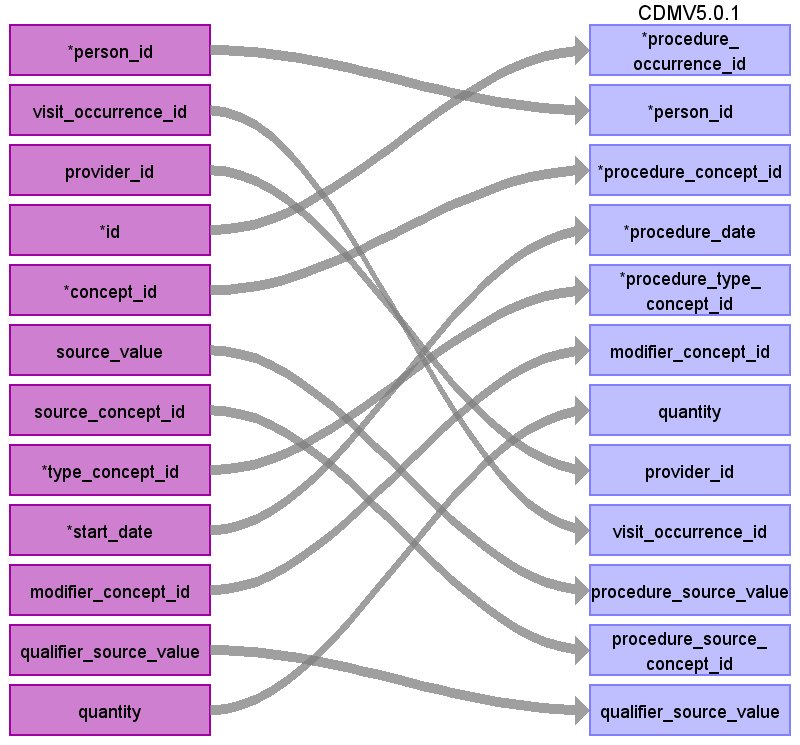 CDMV5.0.1
*person_id
visit_occurrence_id
provider_id
*id
*concept_id
source_value
source_concept_id
*type_concept_id
*start_date
modifier_concept_id
qualifier_source_value
quantity
*procedure_
occurrence_id
*person_id
*procedure_concept_id
*procedure_date
*procedure_type_
concept_id
modifier_concept_id
quantity
provider_id
visit_occurrence_id
procedure_source_value
procedure_source_
concept_id
qualifier_source_value